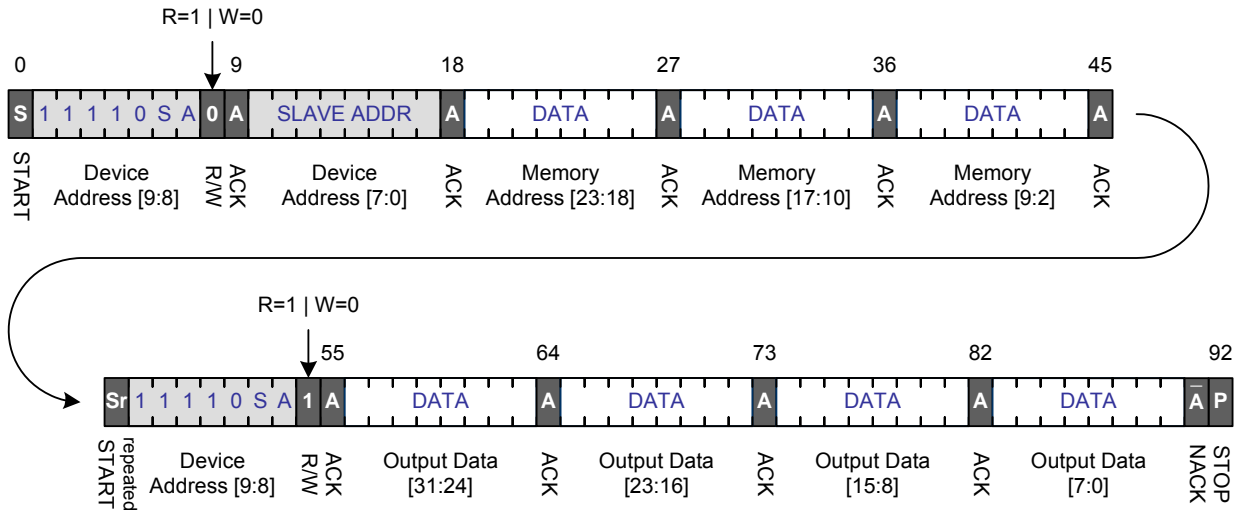 R=1 | W=0
0 9 18 27 36 45
S 1 1 1 1 0 S A 0 A SLAVE ADDR A DATA A DATA A DATA A
START Device Address [9:8] R/W ACK Device Address [7:0] ACK Memory Address [23:18] ACK Memory Address [17:10] ACK Memory Address [9:2] ACK
R=1 | W=0
55 64 73 82 92
Sr 1 1 1 1 0 S A 1 A DATA A DATA A DATA A DATA A̅ P
repeated START Device Address [9:8] R/W ACK Output Data [31:24] ACK Output Data [23:16] ACK Output Data [15:8] ACK Output Data [7:0] NACK STOP